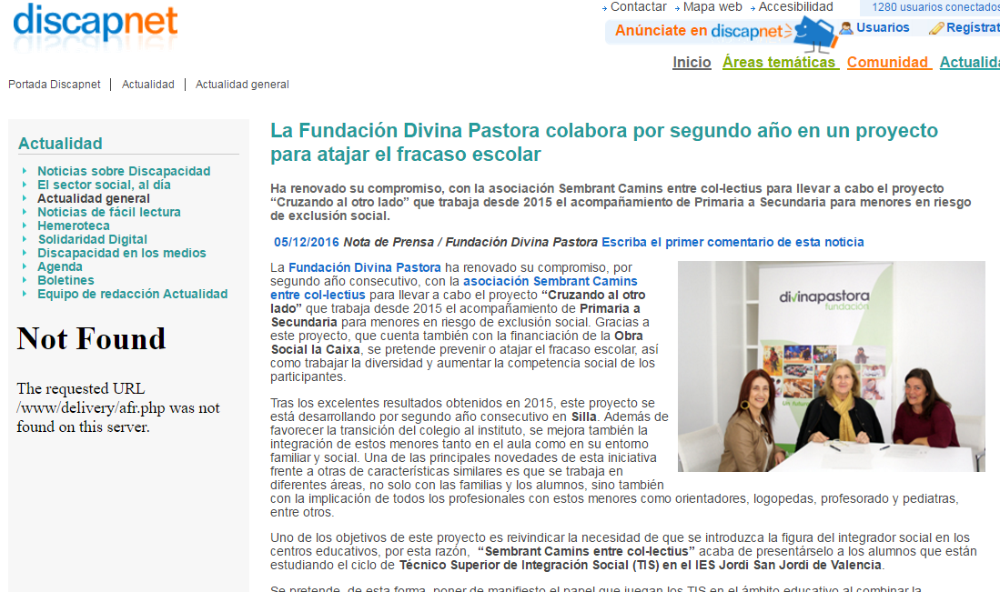 discapnet
Contactar Mapa web Accesibilidad
1280 usuarios conectados
Anúnciate en discapnet
Usuarios Regístrat
Inicio Áreas temáticas Comunidad Actualida
Portada Discapnet | Actualidad | Actualidad general
Actualidad
Noticias sobre Discapacidad
El sector social, al día
Actualidad general
Noticias de fácil lectura
Hemeroteca
Solidaridad Digital
Discapacidad en los medios
Agenda
Boletines
Equipo de redacción Actualidad
Not Found
The requested URL
/www/delivery/afr.php was not
found on this server.
La Fundación Divina Pastora colabora por segundo año en un proyecto
para atajar el fracaso escolar
Ha renovado su compromiso, con la asociación Sembrant Camins entre col-lectius para llevar a cabo el proyecto
“Cruzando al otro lado” que trabaja desde 2015 el acompañamiento de Primaria a Secundaria para menores en riesgo
de exclusión social.
05/12/2016 Nota de Prensa / Fundación Divina Pastora Escriba el primer comentario de esta noticia
La Fundación Divina Pastora ha renovado su compromiso, por
segundo año consecutivo, con la asociación Sembrant Camins
entre col-lectius para llevar a cabo el proyecto “Cruzando al otro
lado” que trabaja desde 2015 el acompañamiento de Primaria a
Secundaria para menores en riesgo de exclusión social. Gracias a
este proyecto, que cuenta también con la financiación de la Obra
Social la Caixa, se pretende prevenir o atajar el fracaso escolar, así
como trabajar la diversidad y aumentar la competencia social de los
participantes.
divinapastora
fundación
Tras los excelentes resultados obtenidos en 2015, este proyecto se
está desarrollando por segundo año consecutivo en Silla. Además de
favorecer la transición del colegio al instituto, se mejora también la
integración de estos menores tanto en el aula como en su entorno
familiar y social. Una de las principales novedades de esta iniciativa
frente a otras de características similares es que se trabaja en
diferentes áreas, no solo con las familias y los alumnos, sino también
con la implicación de todos los profesionales con estos menores como orientadores, logopedas, profesorado y pediatras,
entre otros.
Uno de los objetivos de este proyecto es reivindicar la necesidad de que se introduzca la figura del integrador social en los
centros educativos, por esta razón, “Sembrant Camins entre col-lectius” acaba de presentárselo a los alumnos que están
estudiando el ciclo de Técnico Superior de Integración Social (TIS) en el IES Jordi San Jordi de Valencia.
Se pretende, de esta forma, poner de manifiesto el papel que juegan los TIS en el ámbito educativo al combinar la